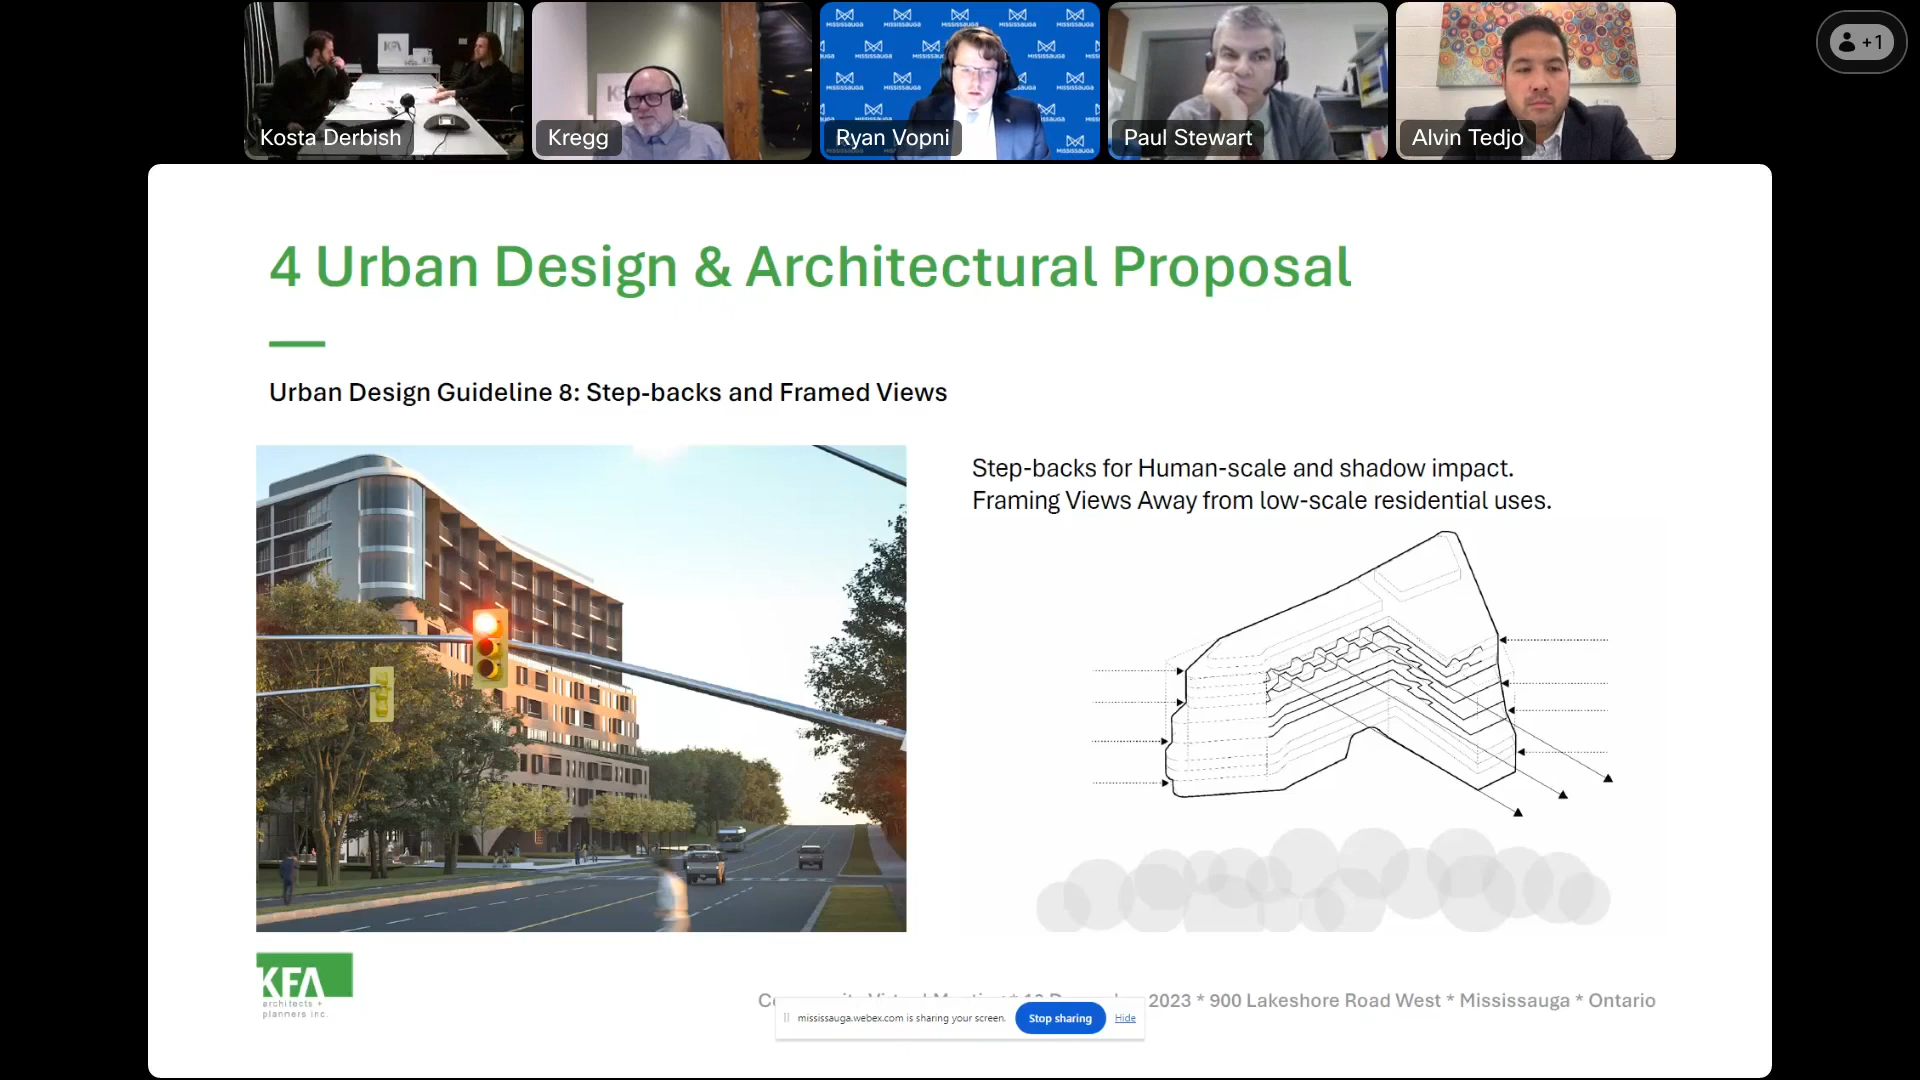 Kosta Derbish
Kregg
Ryan Vopni
Paul Stewart
Alvin Tedjo
+1
4 Urban Design & Architectural Proposal
Urban Design Guideline 8: Step-backs and Framed Views
Step-backs for Human-scale and shadow impact.
Framing Views Away from low-scale residential uses.
KFA
architects +
planners inc.
2023 * 900 Lakeshore Road West * Mississauga * Ontario
mississauga.webex.com is sharing your screen.
Stop sharing
Hide